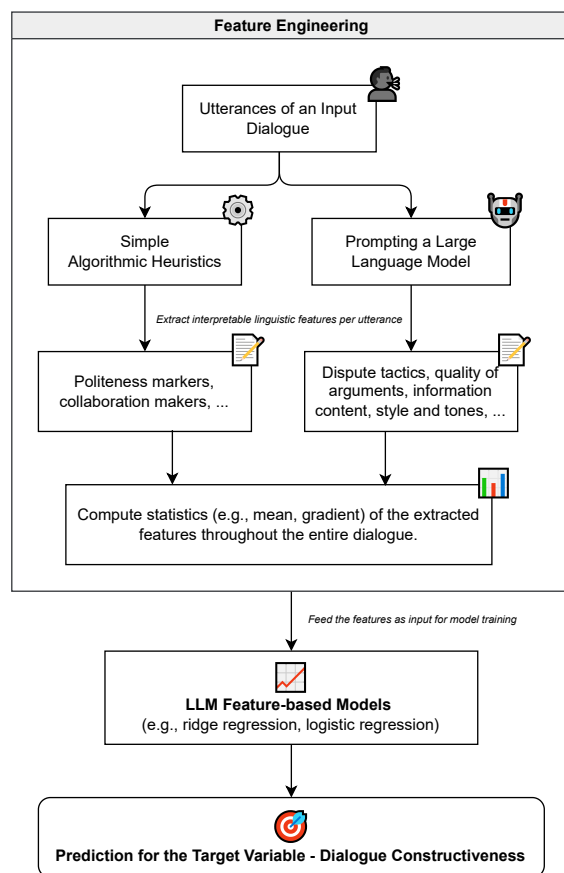 Feature Engineering
Utterances of an Input
Dialogue
Simple
Algorithmic Heuristics
Prompting a Large
Language Model
Extract interpretable linguistic features per utterance
Politeness markers,
collaboration makers, ...
Dispute tactics, quality of
arguments, information
content, style and tones, ...
Compute statistics (e.g., mean, gradient) of the extracted
features throughout the entire dialogue.
Feed the features as input for model training
LLM Feature-based Models
(e.g., ridge regression, logistic regression)
Prediction for the Target Variable - Dialogue Constructiveness